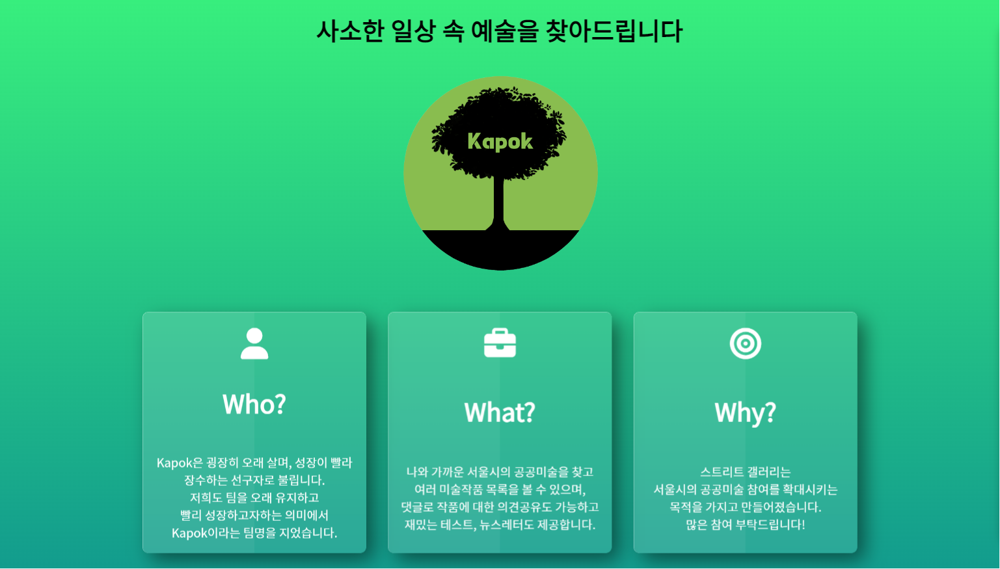 사소한 일상 속 예술을 찾아드립니다
Kapok
Who?
Kapok은 굉장히 오래 살며, 성장이 빨라
장수하는 선구자로 불립니다.
저희도 팀을 오래 유지하고
빨리 성장하고자하는 의미에서
Kapok이라는 팀명을 지었습니다.
What?
나와 가까운 서울시의 공공미술을 찾고
여러 미술작품 목록을 볼 수 있으며,
댓글로 작품에 대한 의견공유도 가능하고
재밌는 테스트, 뉴스레터도 제공합니다.
Why?
스트리트 갤러리는
서울시의 공공미술 참여를 확대시키는
목적을 가지고 만들어졌습니다.
많은 참여 부탁드립니다!